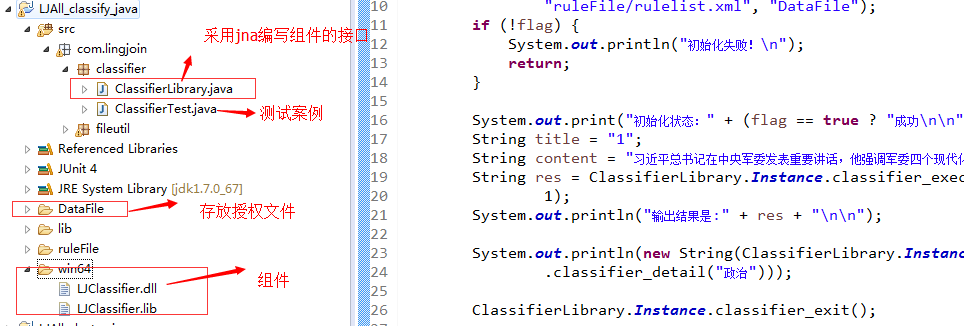 LJAll_classify_java
src
com.lingjoin
采用jna编写组件的接口
classifier
ClassifierLibrary.java
ClassifierTest.java
测试案例
fileutil
Referenced Libraries
JUnit 4
JRE System Library [jdk1.7.0_67]
DataFile
存放授权文件
lib
ruleFile
win64
组件
LJClassifier.dll
LJClassifier.lib
10 "ruleFile/rulelist.xml", "DataFile");
11 if (!flag) {
12 System.out.println("初始化失败！\n");
13 return;
14 }
15
16 System.out.print("初始化状态：" + (flag == true ? "成功\n\n"
17 String title = "1";
18 String content = "习近平总书记在中央军委发表重要讲话，他强调军委四个现代化
19 String res = ClassifierLibrary.Instance.classifier_exec
20 1);
21 System.out.println("输出结果是：" + res + "\n\n");
22
23 System.out.println(new String(ClassifierLibrary.Instanc
24 .classifier_detail("政治")));
25
26 ClassifierLibrary.Instance.classifier_exit();